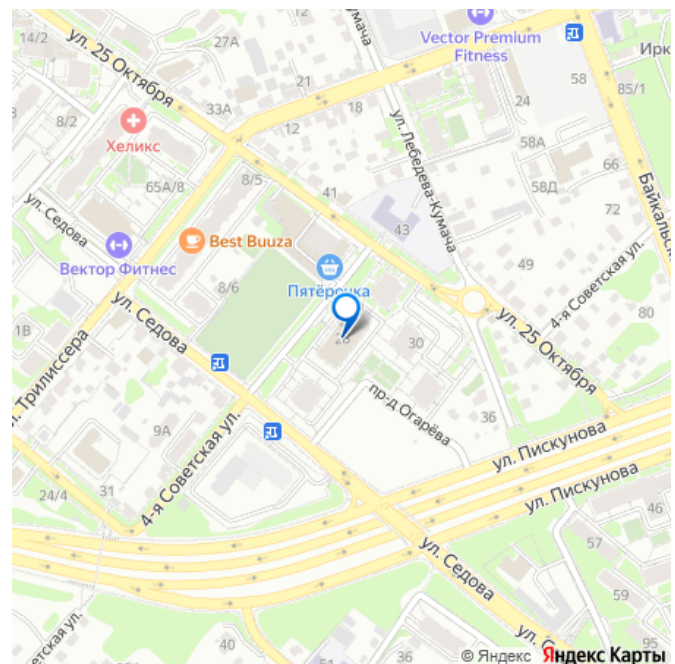 14/2
ул. 25 Октября
27А
Vector Premium
Fitness
58
85/1
21
33А
18
12
24
8/2
Хеликс
ул. Лебедева-Кумача
58А
66
65А/8
8/5
41
58Д
72
ул. Седова
Best Buuza
43
49
Вектор Фитнес
Пятёрочка
4-я Советская ул.
80
1В
8/6
ул. Седова
ул. 25 Октября
30
пр-д Огарёва
36
9А
ул. Пискунова
4-я Советская ул.
24/4
31
ул. Пискунова
46
57
ул. Седова
59
40
36
95
© Яндекс Яндекс Карты